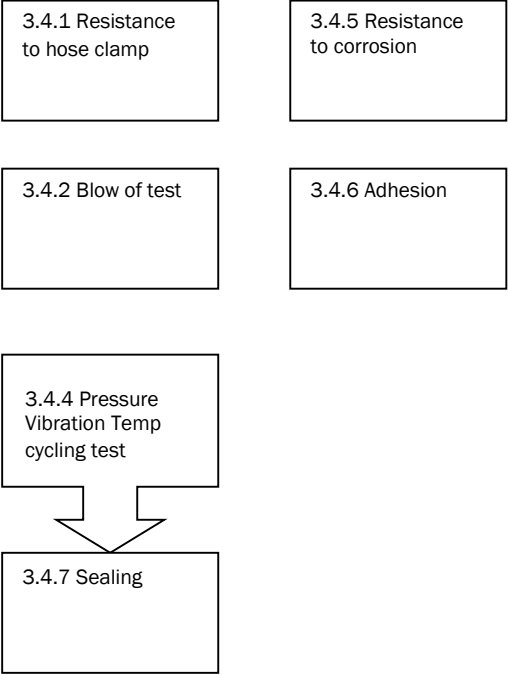 3.4.1 Resistance
to hose clamp
3.4.5 Resistance
to corrosion
3.4.2 Blow of test
3.4.6 Adhesion
3.4.4 Pressure
Vibration Temp
cycling test
3.4.7 Sealing